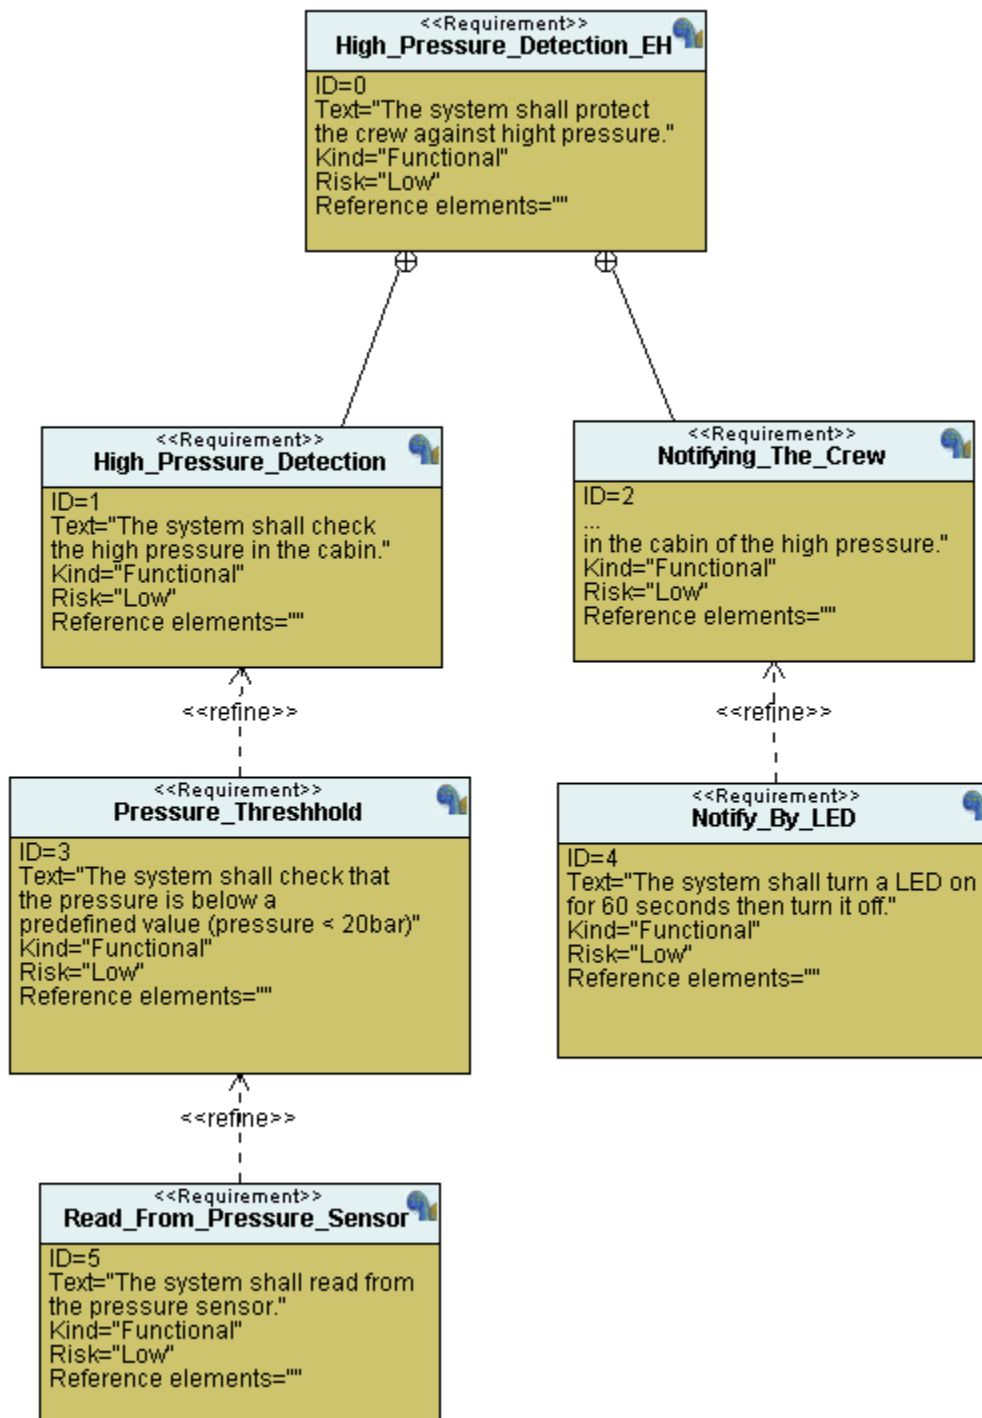 <<Requirement>>
High_Pressure_Detection_EH
ID=0
Text="The system shall protect
the crew against hight pressure."
Kind="Functional"
Risk="Low"
Reference elements=""
<<Requirement>>
High_Pressure_Detection
ID=1
Text="The system shall check
the high pressure in the cabin."
Kind="Functional"
Risk="Low"
Reference elements=""
<<Requirement>>
Notifying_The_Crew
ID=2
...
in the cabin of the high pressure."
Kind="Functional"
Risk="Low"
Reference elements=""
<<refine>>
<<refine>>
<<Requirement>>
Pressure_Threshhold
ID=3
Text="The system shall check that
the pressure is below a
predefined value (pressure < 20bar)"
Kind="Functional"
Risk="Low"
Reference elements=""
<<Requirement>>
Notify_By_LED
ID=4
Text="The system shall turn a LED on
for 60 seconds then turn it off."
Kind="Functional"
Risk="Low"
Reference elements=""
<<refine>>
<<Requirement>>
Read_From_Pressure_Sensor
ID=5
Text="The system shall read from
the pressure sensor."
Kind="Functional"
Risk="Low"
Reference elements=""